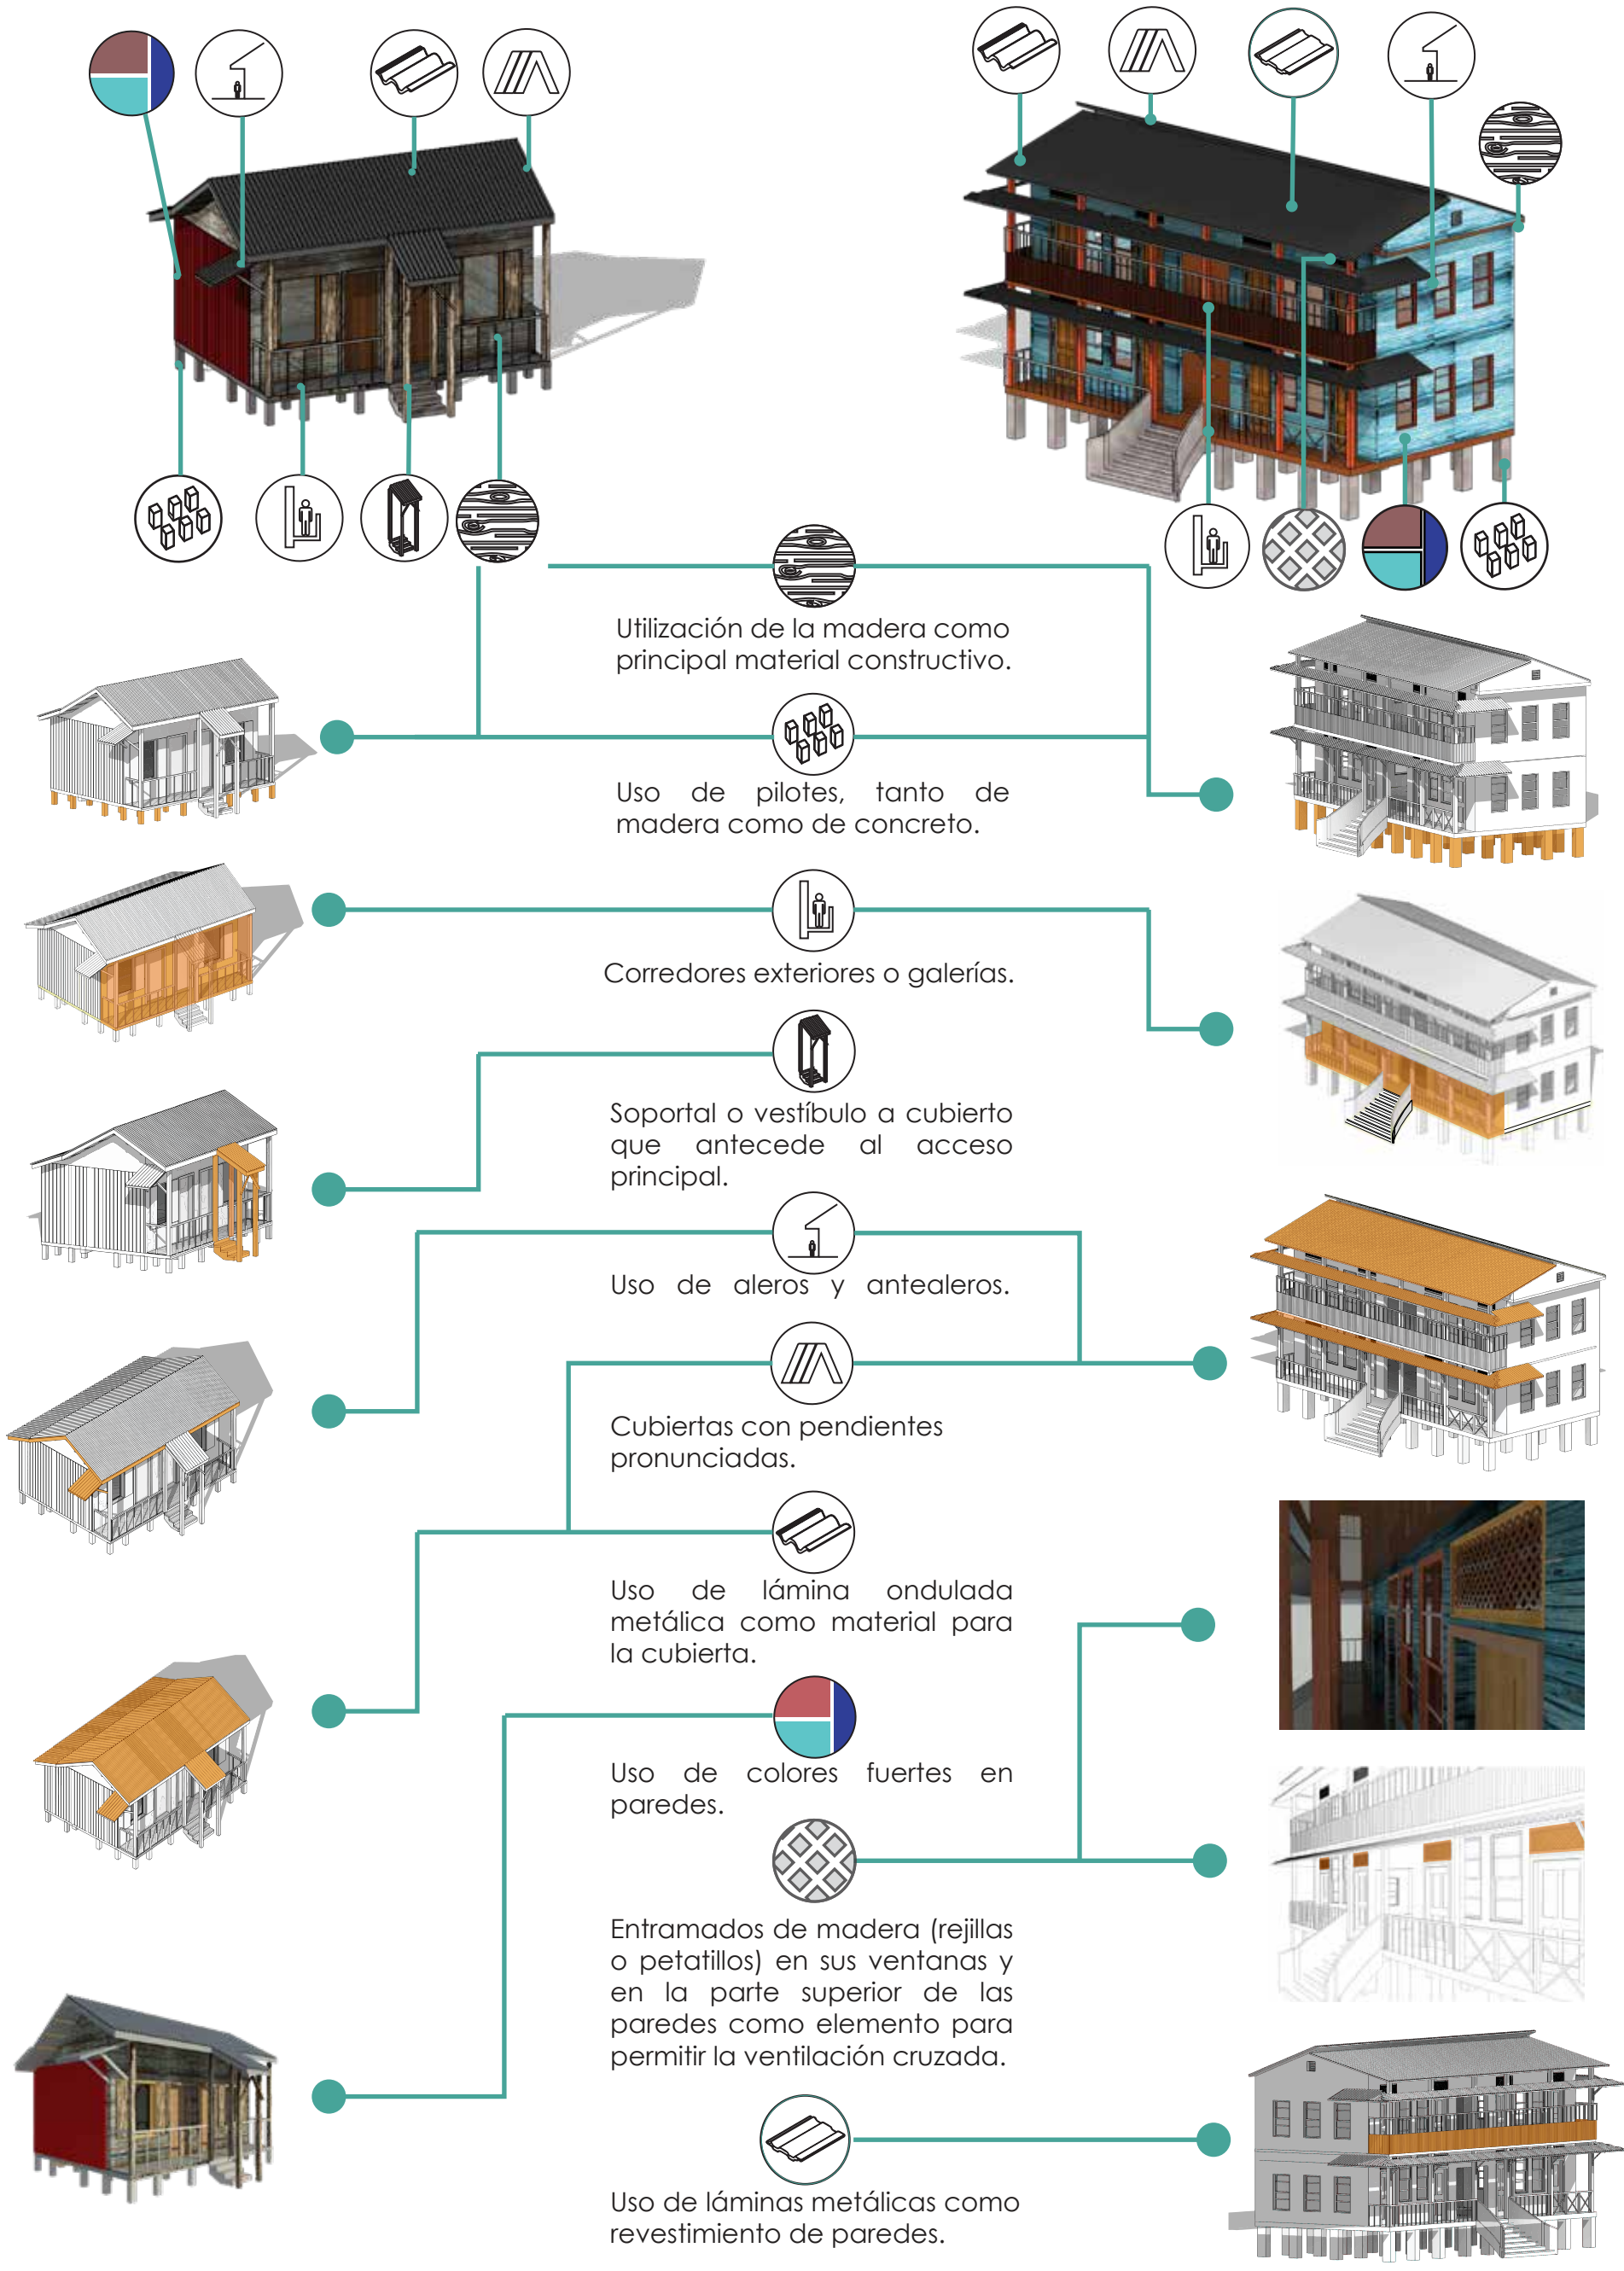 Utilización de la madera como
principal material constructivo.
Uso de pilotes, tanto de
madera como de concreto.
Corredores exteriores o galerías.
Soportal o vestíbulo a cubierto
que antecede al acceso
principal.
Uso de aleros y antealeros.
Cubiertas con pendientes
pronunciadas.
Uso de lámina ondulada
metálica como material para
la cubierta.
Uso de colores fuertes en
paredes.
Entramados de madera (rejillas
o petatillos) en sus ventanas y
en la parte superior de las
paredes como elemento para
permitir la ventilación cruzada.
Uso de láminas metálicas como
revestimiento de paredes.